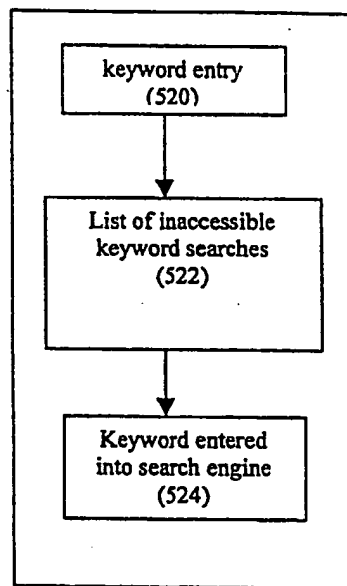 keyword entry
(520)
List of inaccessible
keyword searches
(522)
Keyword entered
into search engine
(524)